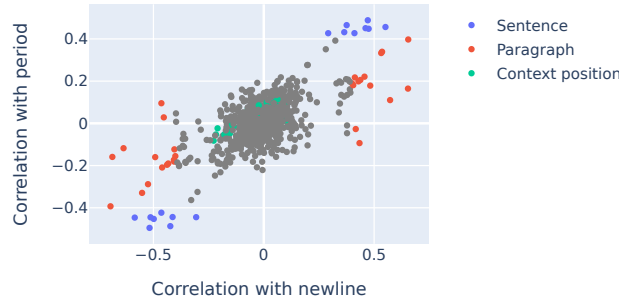 Correlation with period
0.4
0.2
0
−0.2
−0.4
−0.5
0
0.5
Correlation with newline
Sentence
Paragraph
Context position